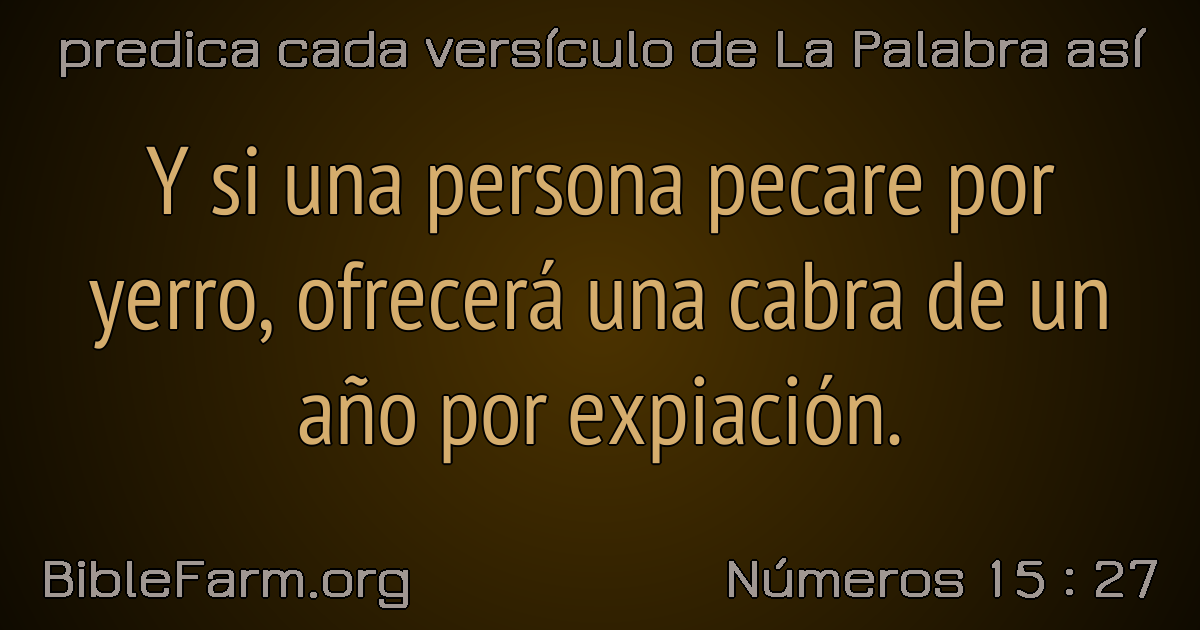 predica cada versículo de La Palabra así
Y si una persona pecare por
yerro, ofrecerá una cabra de un
año por expiación.
BibleFarm.org
Números 15 : 27